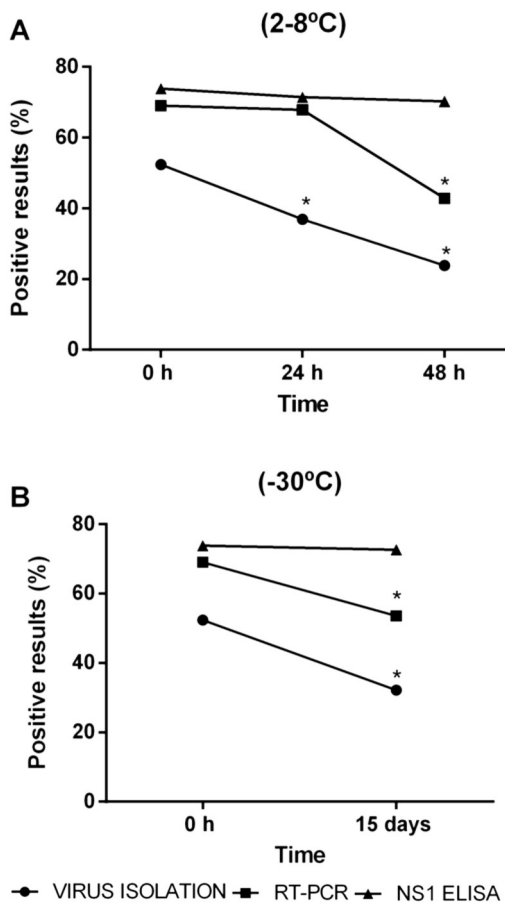 A
(2-8ºC)
Positive results (%)
80
60
40
20
0
*
*
*
0 h 24 h 48 h
Time
B
(-30ºC)
Positive results (%)
80
60
40
20
0
*
*
0 h 15 days
Time
VIRUS ISOLATION RT-PCR NS1 ELISA